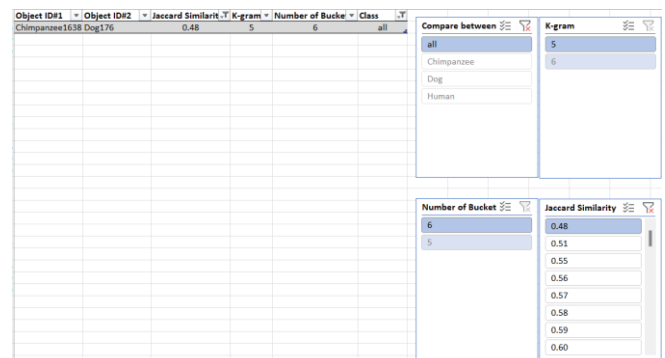 Object ID#1 Object ID#2 Jaccard Similarit K-gram Number of Bucke Class
Chimpanzee1638 Dog176 0.48 5 6 all
Compare between
all
Chimpanzee
Dog
Human
K-gram
5
6
Number of Bucket
6
5
Jaccard Similarity
0.48
0.51
0.55
0.56
0.57
0.58
0.59
0.60